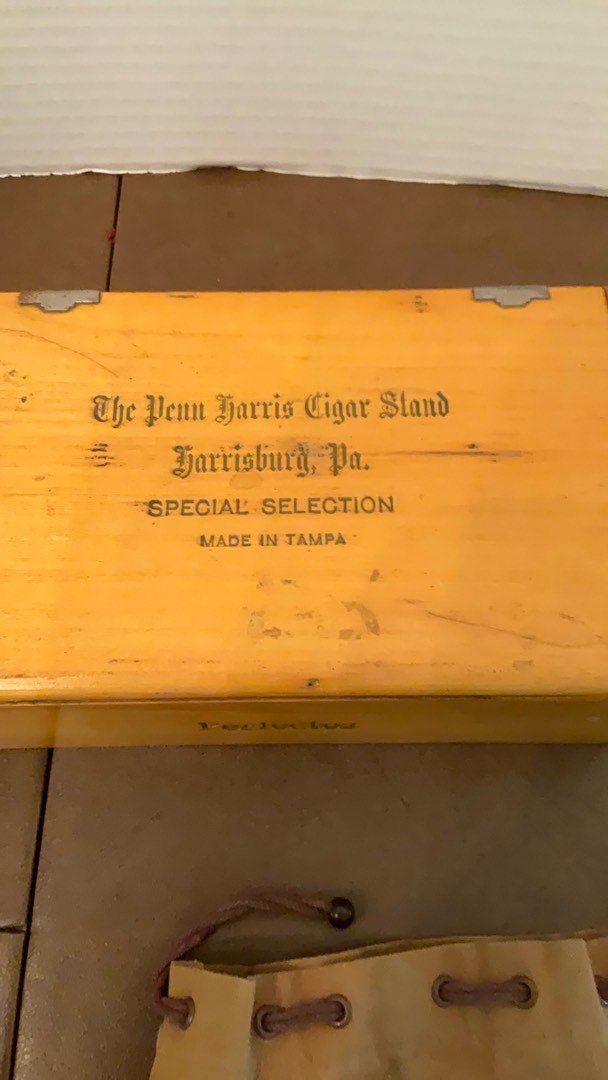 The Penn Harris Cigar Stand
Harrisburg, Pa.
SPECIAL SELECTION
MADE IN TAMPA